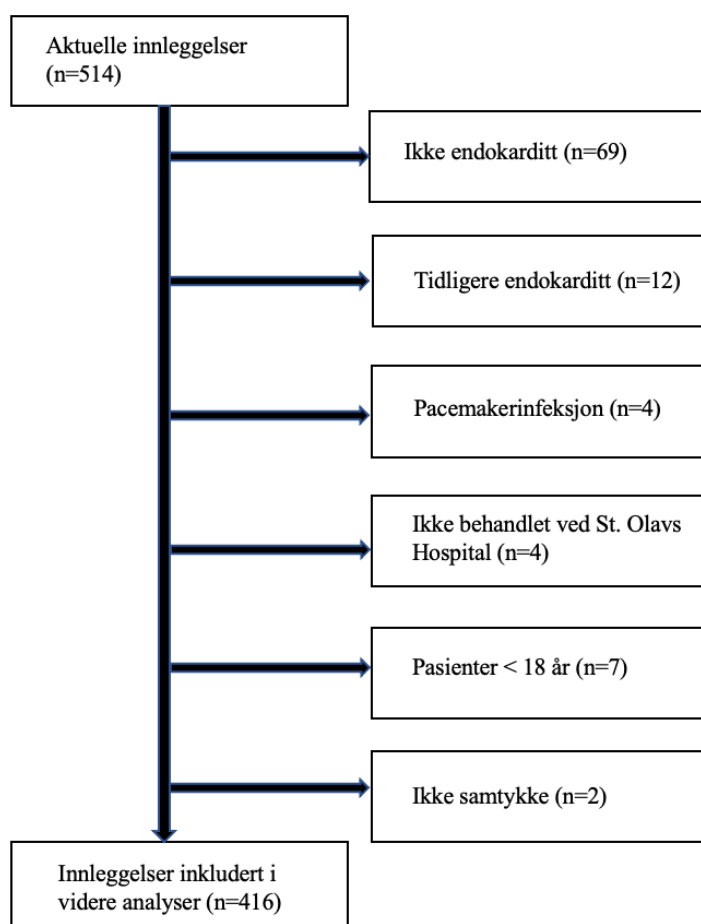 Aktuelle innleggelser
(n=514)
Ikke endokarditt (n=69)
Tidligere endokarditt (n=12)
Pacemakerinfeksjon (n=4)
Ikke behandlet ved St. Olavs
Hospital (n=4)
Pasienter < 18 år (n=7)
Ikke samtykke (n=2)
Innleggelser inkludert i
videre analyser (n=416)